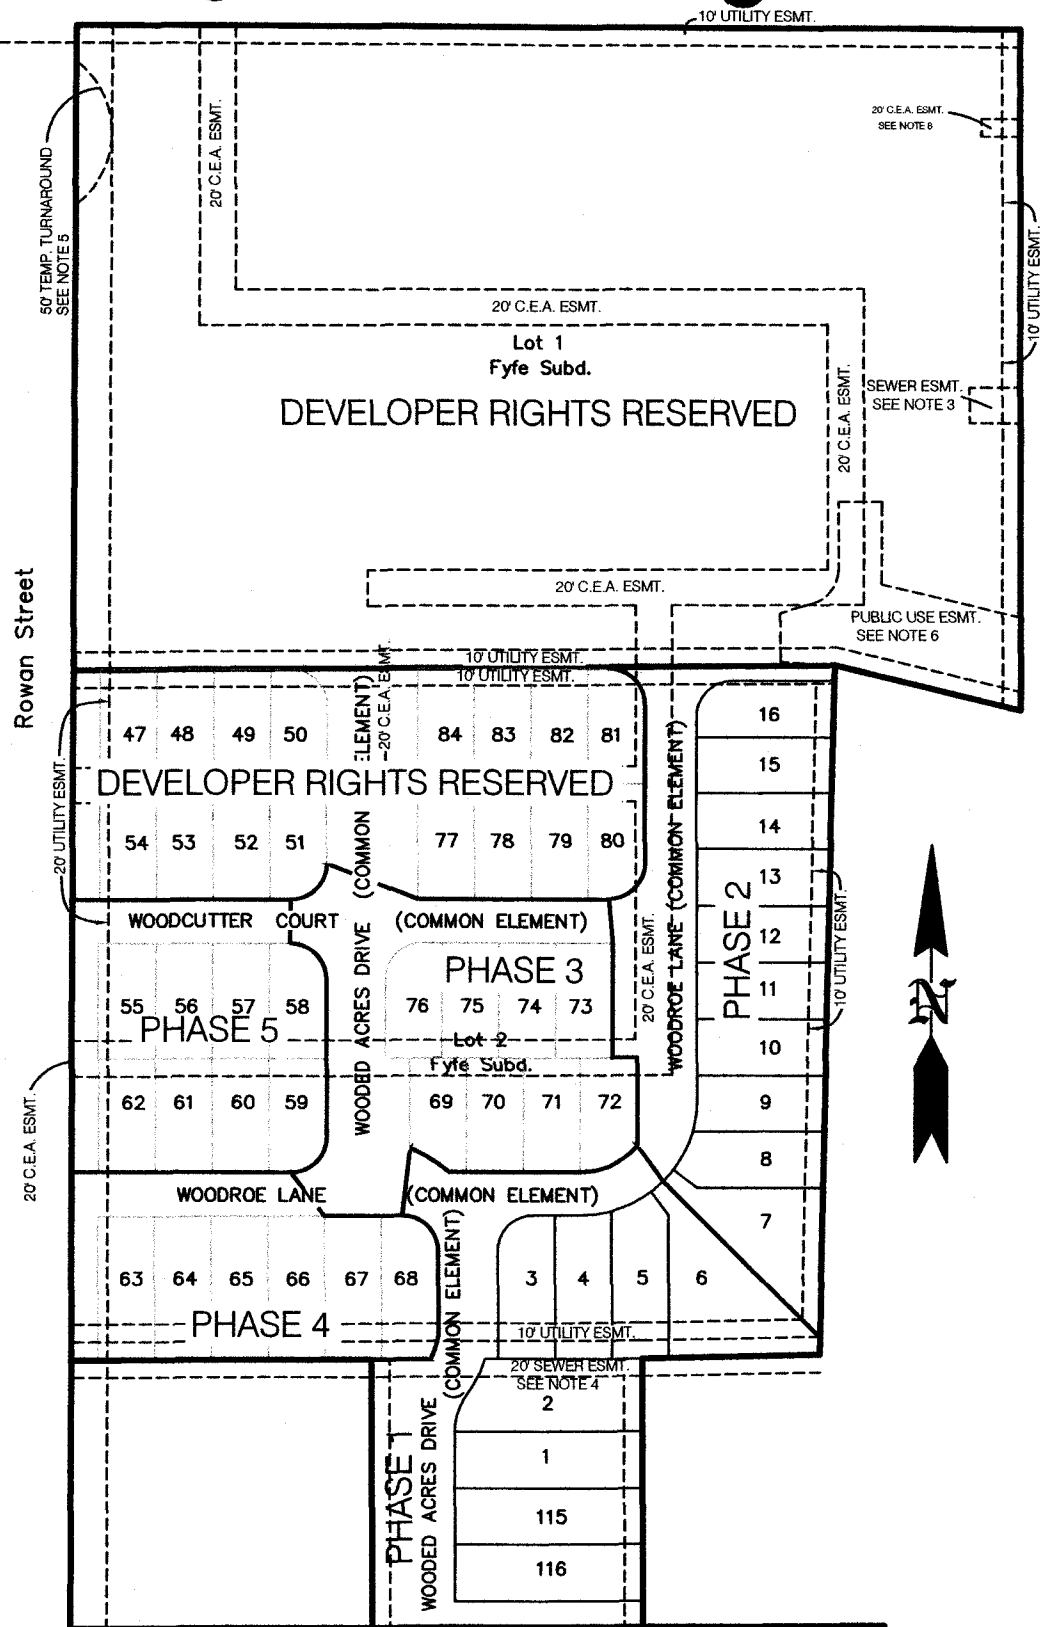 10' UTILITY ESMT.
20' C.E.A. ESMT.
20' C.E.A. ESMT.
SEE NOTE 8
50' TEMP. TURNAROUND
SEE NOTE 5
10' UTILITY ESMT.
20' C.E.A. ESMT.
Lot 1
Fyfe Subd.
DEVELOPER RIGHTS RESERVED
20' C.E.A. ESMT.
SEWER ESMT.
SEE NOTE 3
20' C.E.A. ESMT.
PUBLIC USE ESMT.
SEE NOTE 6
Rowan Street
10' UTILITY ESMT.
10' UTILITY ESMT.
20' C.E.A. ESMT.
47 48 49 50
84 83 82 81
16
15
DEVELOPER RIGHTS RESERVED
20' UTILITY ESMT.
54 53 52 51
77 78 79 80
14
13
12
11
10
9
8
7
PHASE 2
10' UTILITY ESMT.
WOODROE LANE (COMMON ELEMENT)
20' C.E.A. ESMT.
WOODCUTTER COURT (COMMON ELEMENT)
WOODED ACRES DRIVE (COMMON ELEMENT)
PHASE 3
76 75 74 73
55 56 57 58
PHASE 5
Lot 2
Fyfe Subd.
62 61 60 59
69 70 71 72
N
20' C.E.A. ESMT.
WOODROE LANE (COMMON ELEMENT)
63 64 65 66 67 68
3 4 5 6
PHASE 4
10' UTILITY ESMT.
20' SEWER ESMT.
SEE NOTE 4
2
1
115
116
PHASE 1
WOODED ACRES DRIVE (COMMON ELEMENT)